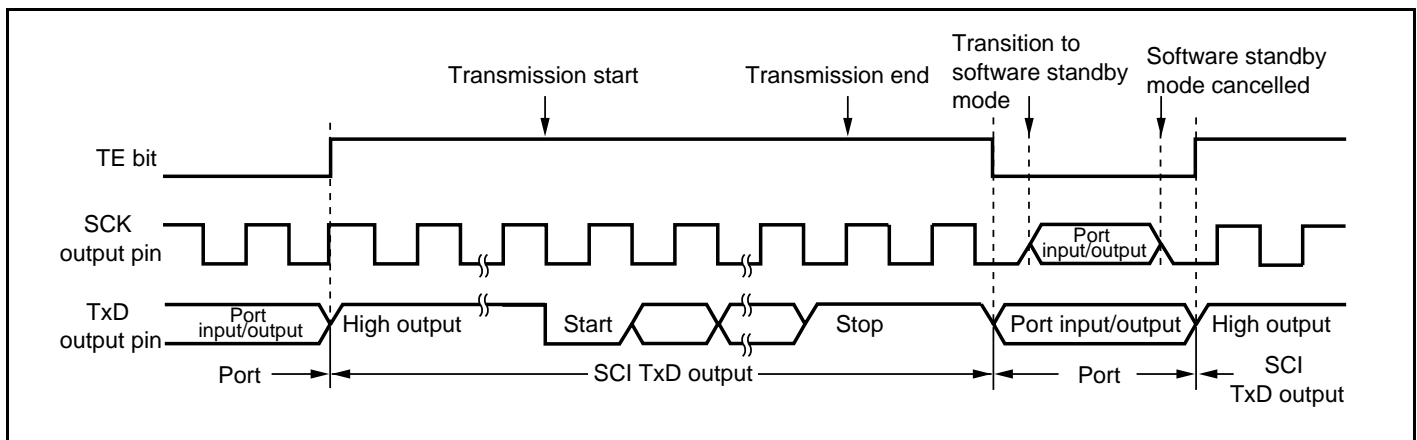 Transmission start
Transmission end
Transition to
software standby
mode
Software standby
mode cancelled
TE bit
SCK
output pin
Port
input/output
TxD
output pin
Port
input/output
High output
Start
Stop
Port input/output
High output
Port
SCI TxD output
Port
SCI
TxD output